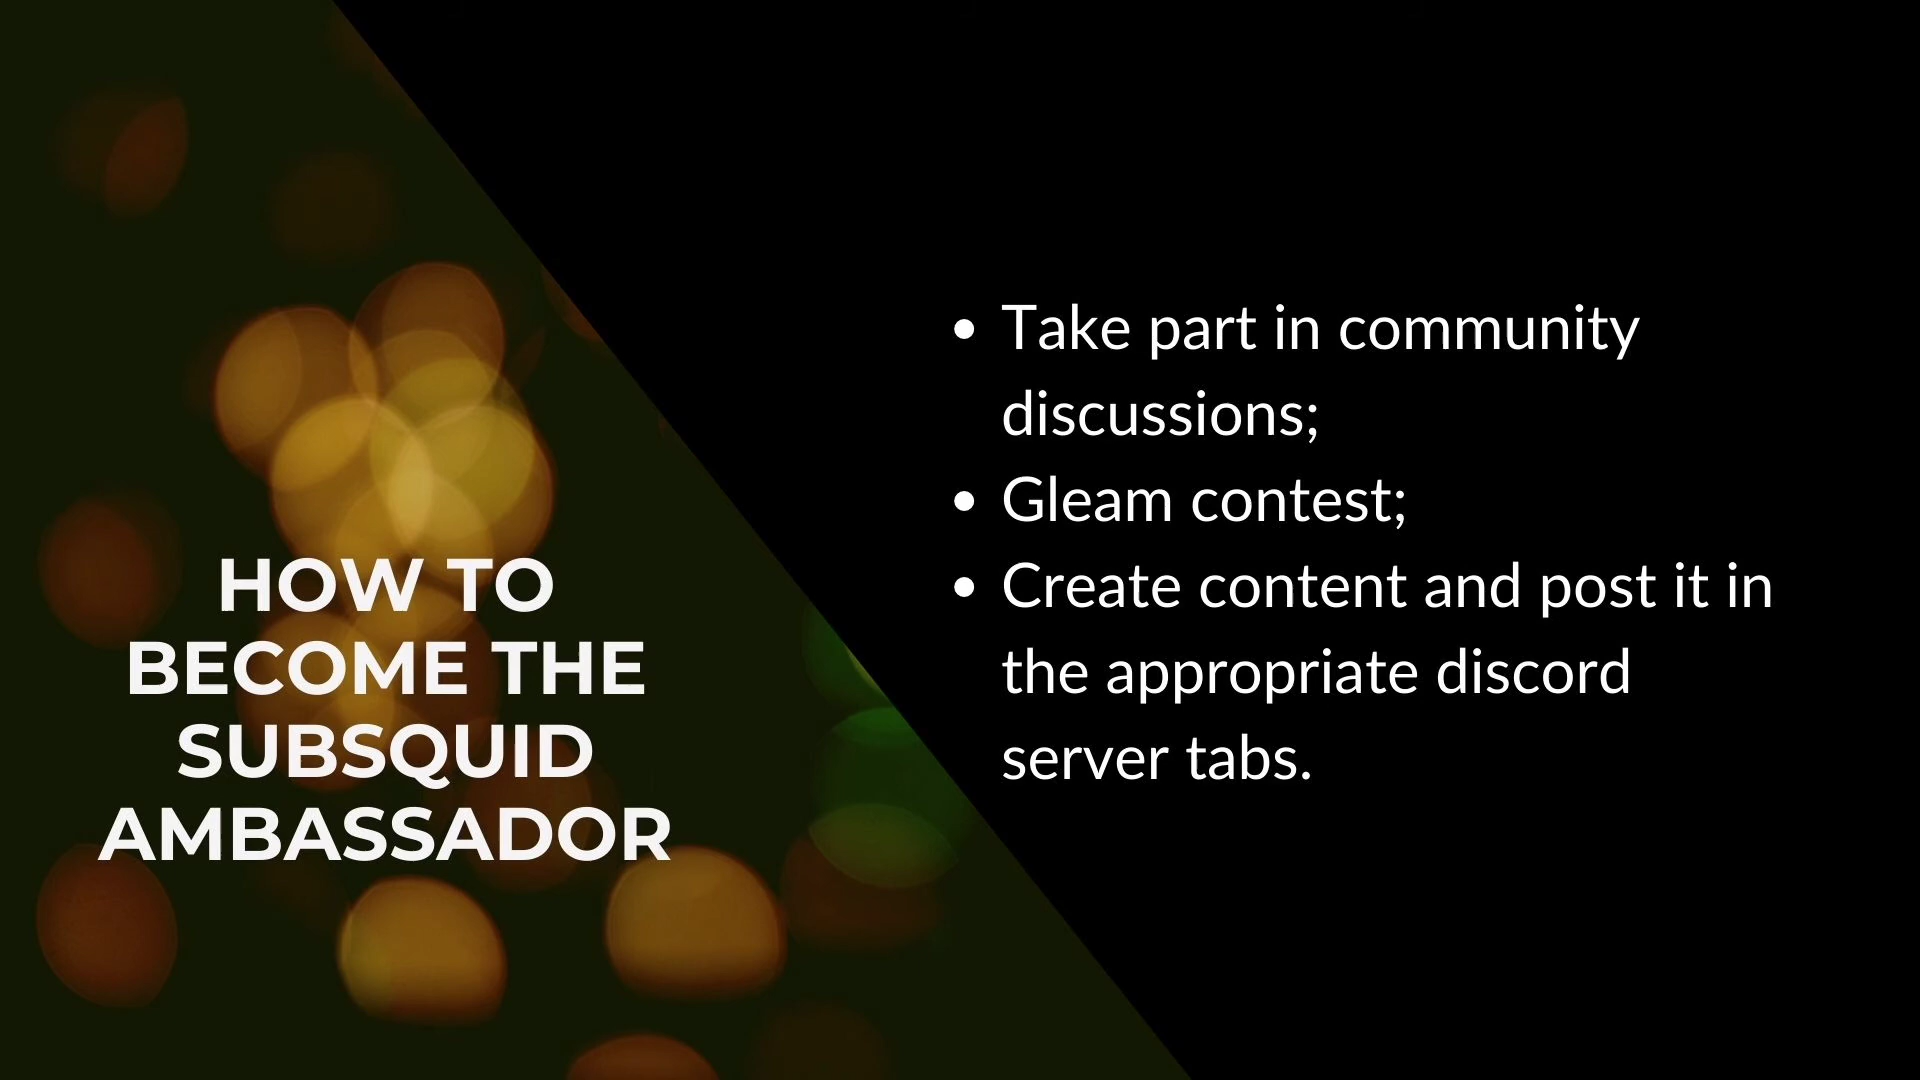 HOW TO
BECOME THE
SUBSQUID
AMBASSADOR
• Take part in community
discussions;
• Gleam contest;
• Create content and post it in
the appropriate discord
server tabs.